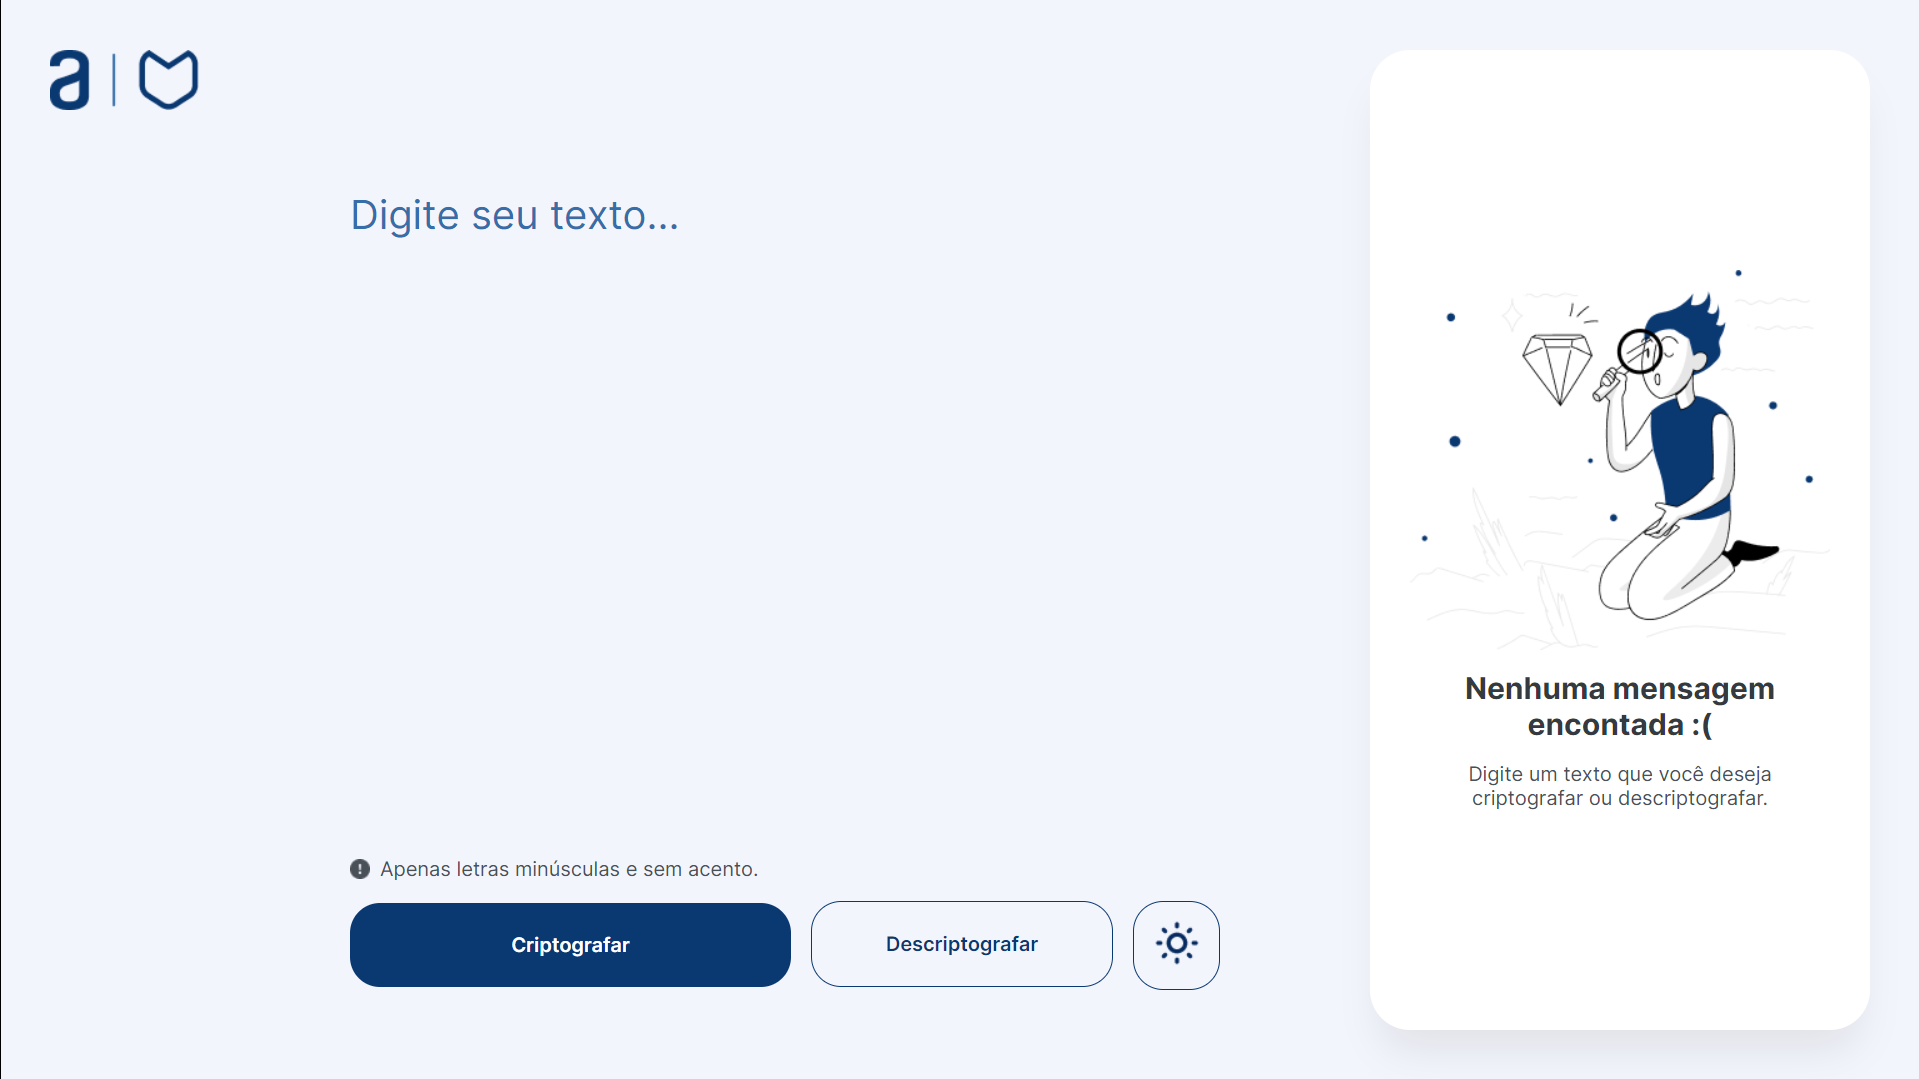 a
Digite seu texto...
Nenhuma mensagem
encontada :(
Digite um texto que você deseja
criptografar ou descriptografar.
Apenas letras minúsculas e sem acento.
Criptografar
Descriptografar